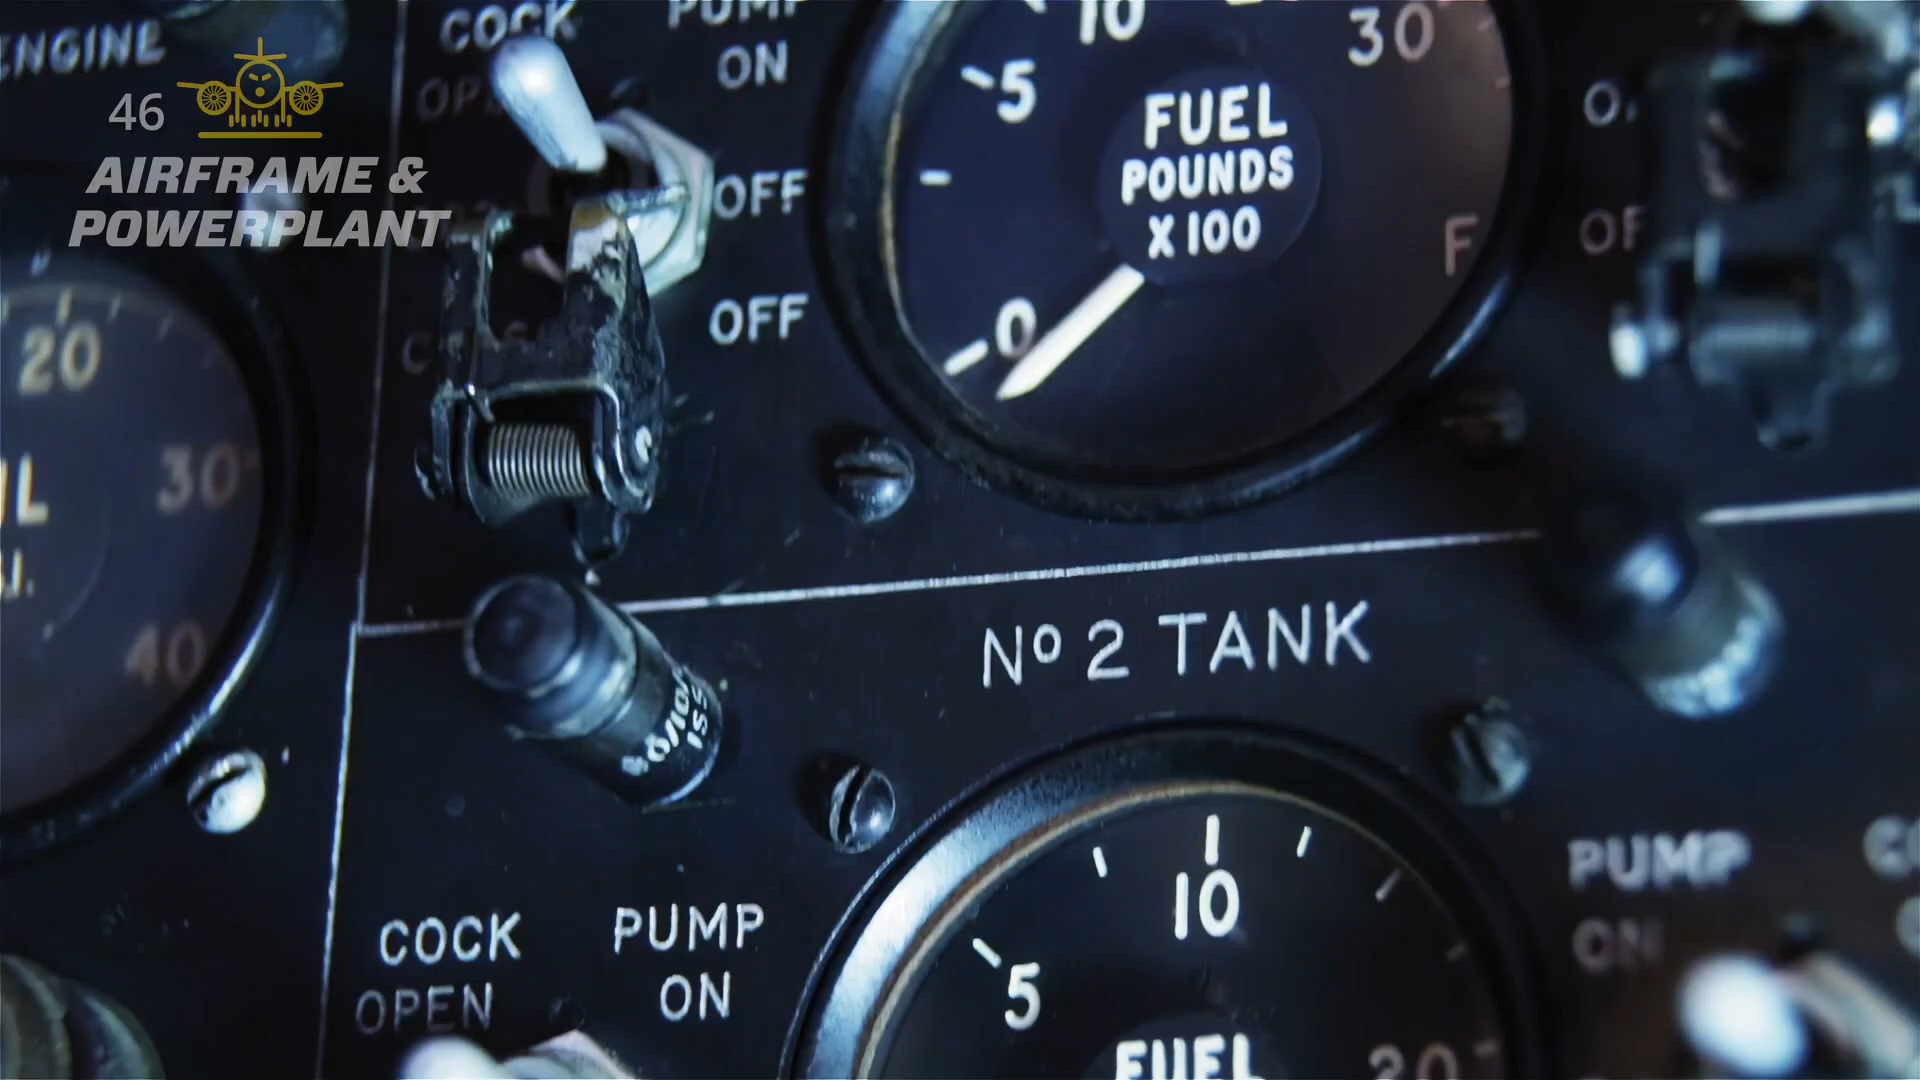 ENGINE
46
AIRFRAME &
POWERPLANT
COCK
PUMP
ON
OFF
OFF
10
30
5
FUEL
POUNDS
X 100
F
0
20
30
40
Nº 2 TANK
COCK
OPEN
PUMP
ON
10
5
FUEL
PUMP
ON